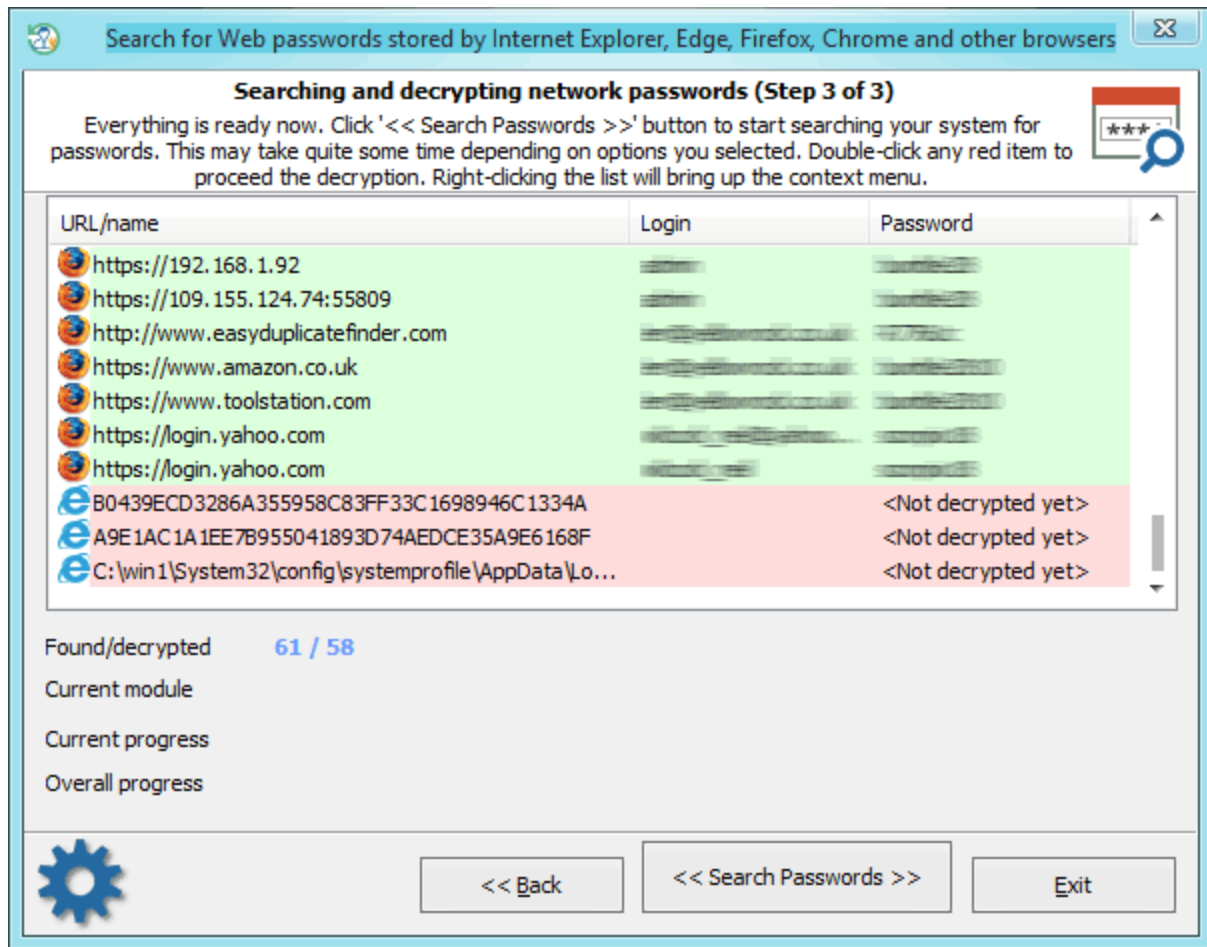 Search for Web passwords stored by Internet Explorer, Edge, Firefox, Chrome and other browsers
Searching and decrypting network passwords (Step 3 of 3)
Everything is ready now. Click '<< Search Passwords >>' button to start searching your system for
passwords. This may take quite some time depending on options you selected. Double-click any red item to
proceed the decryption. Right-clicking the list will bring up the context menu.
URL/name Login Password
https://192.168.1.92
https://109.155.124.74:55809
http://www.easyduplicatefinder.com
https://www.amazon.co.uk
https://www.toolstation.com
https://login.yahoo.com
https://login.yahoo.com
B0439ECD3286A355958C83FF33C1698946C1334A <Not decrypted yet>
A9E1AC1A1EE7B955041893D74AEDCE35A9E6168F <Not decrypted yet>
C:\win1\System32\config\systemprofile\AppData\Lo... <Not decrypted yet>
Found/decrypted 61 / 58
Current module
Current progress
Overall progress
<< Back << Search Passwords >> Exit